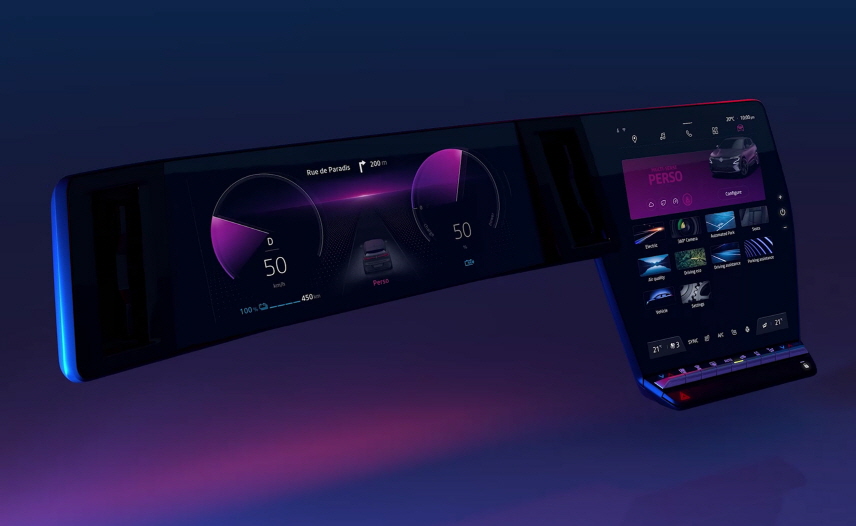 Rue de Paradis 200 m
D
50
km/h
100 % 450 km
50
%
Perso
20°C 10:00
PERSO
Configure
Electric
360° Camera
Automated Park
Seats
Air quality
Driving eco
Driving assistance
Parking assistance
Vehicle
Settings
21° 3 SYNC A/C 21°